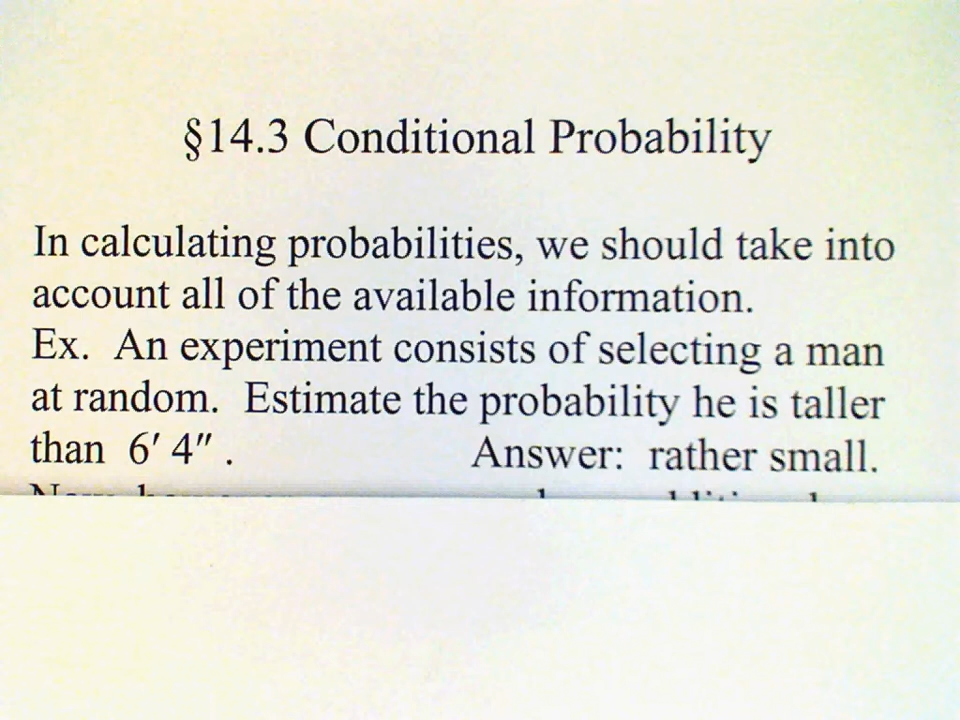 §14.3 Conditional Probability
In calculating probabilities, we should take into
account all of the available information.
Ex. An experiment consists of selecting a man
at random. Estimate the probability he is taller
than 6′ 4″ . Answer: rather small.